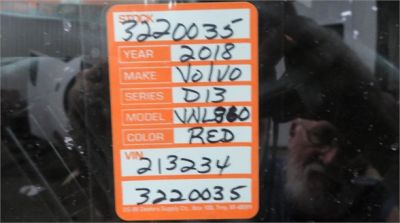 STOCK
3220035
YEAR 2018
MAKE Volvo
SERIES D13
MODEL VNL860
COLOR RED
VIN
213234
3220035